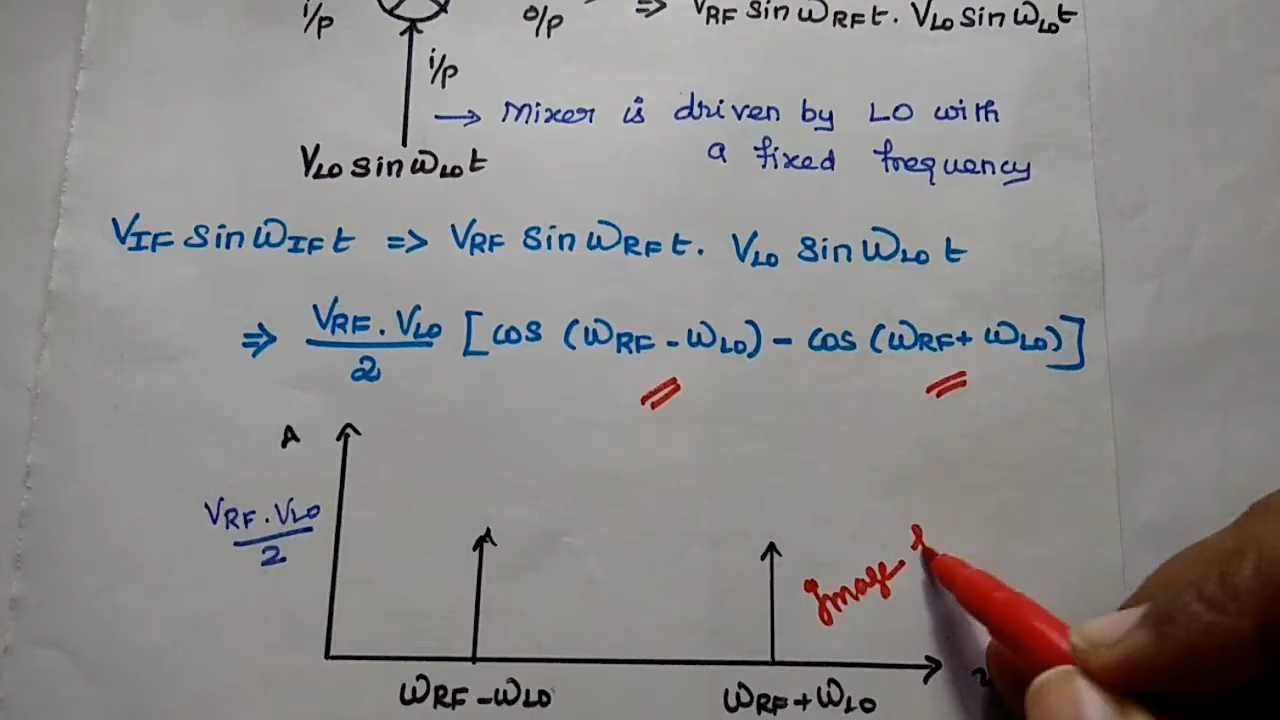 i/p o/p => VRF sin ωRFt. VLO sin ωLOt
i/p
→ Mixer is driven by LO with
a fixed frequency
VLO sin ωLOt
VIF sin ωIFt => VRF sin ωRFt. VLO sin ωLOt
=> VRF. VLO / 2 [cos (ωRF - ωLO) - cos (ωRF + ωLO)]
A
VRF. VLO / 2
Image
ωRF - ωLO ωRF + ωLO